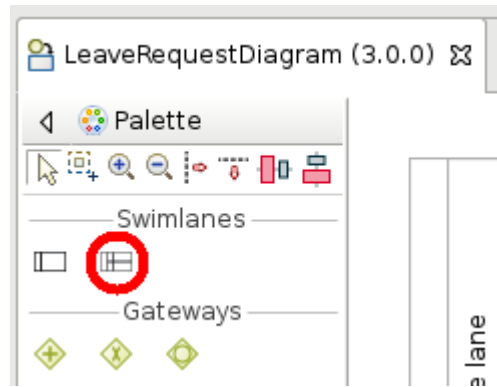 LeaveRequestDiagram (3.0.0)
Palette
Swimlanes
Gateways
lane